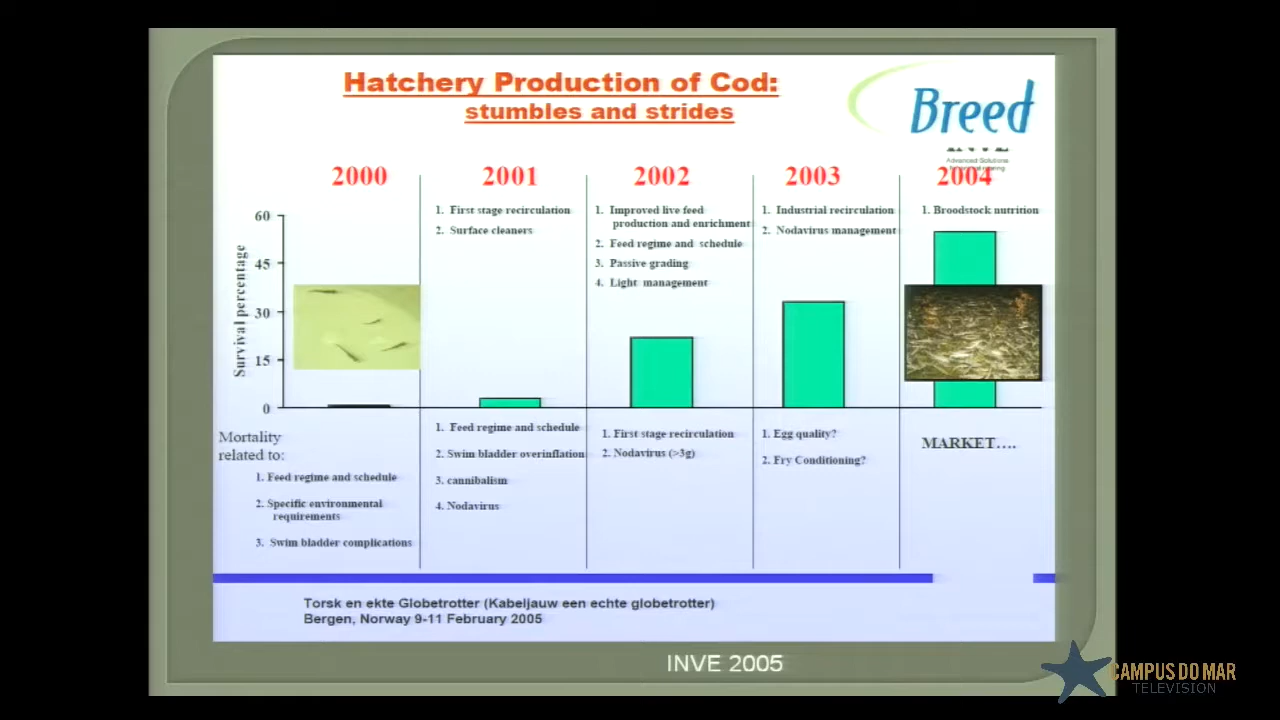 Hatchery Production of Cod:
stumbles and strides
Breed
INVE
Advanced Solutions
2000
2001
2002
2003
2004
1. First stage recirculation
2. Surface cleaners
1. Improved live feed
production and enrichment
2. Feed regime and schedule
3. Passive grading
4. Light management
1. Industrial recirculation
2. Nodavirus management
1. Broodstock nutrition
Survival percentage
60
45
30
15
0
Mortality
related to:
1. Feed regime and schedule
2. Specific environmental
requirements
3. Swim bladder complications
1. Feed regime and schedule
2. Swim bladder overinflation
3. cannibalism
4. Nodavirus
1. First stage recirculation
2. Nodavirus (>3g)
1. Egg quality?
2. Fry Conditioning?
MARKET....
Torsk en ekte Globetrotter (Kabeljauw een echte globetrotter)
Bergen, Norway 9-11 February 2005
INVE 2005
CAMPUS DO MAR
TELEVISION